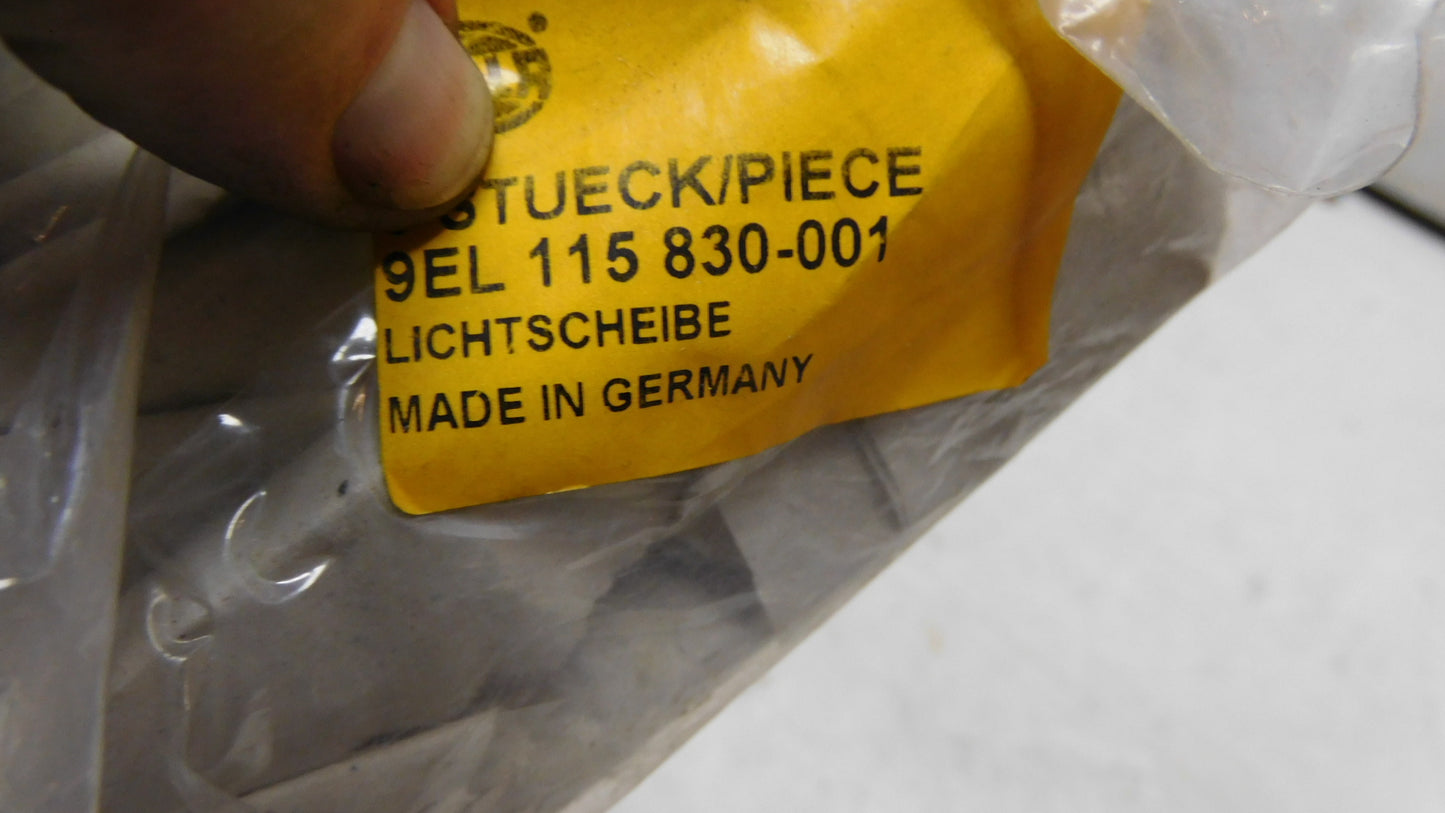 STUECK/PIECE
9EL 115 830-001
LICHTSCHEIBE
MADE IN GERMANY